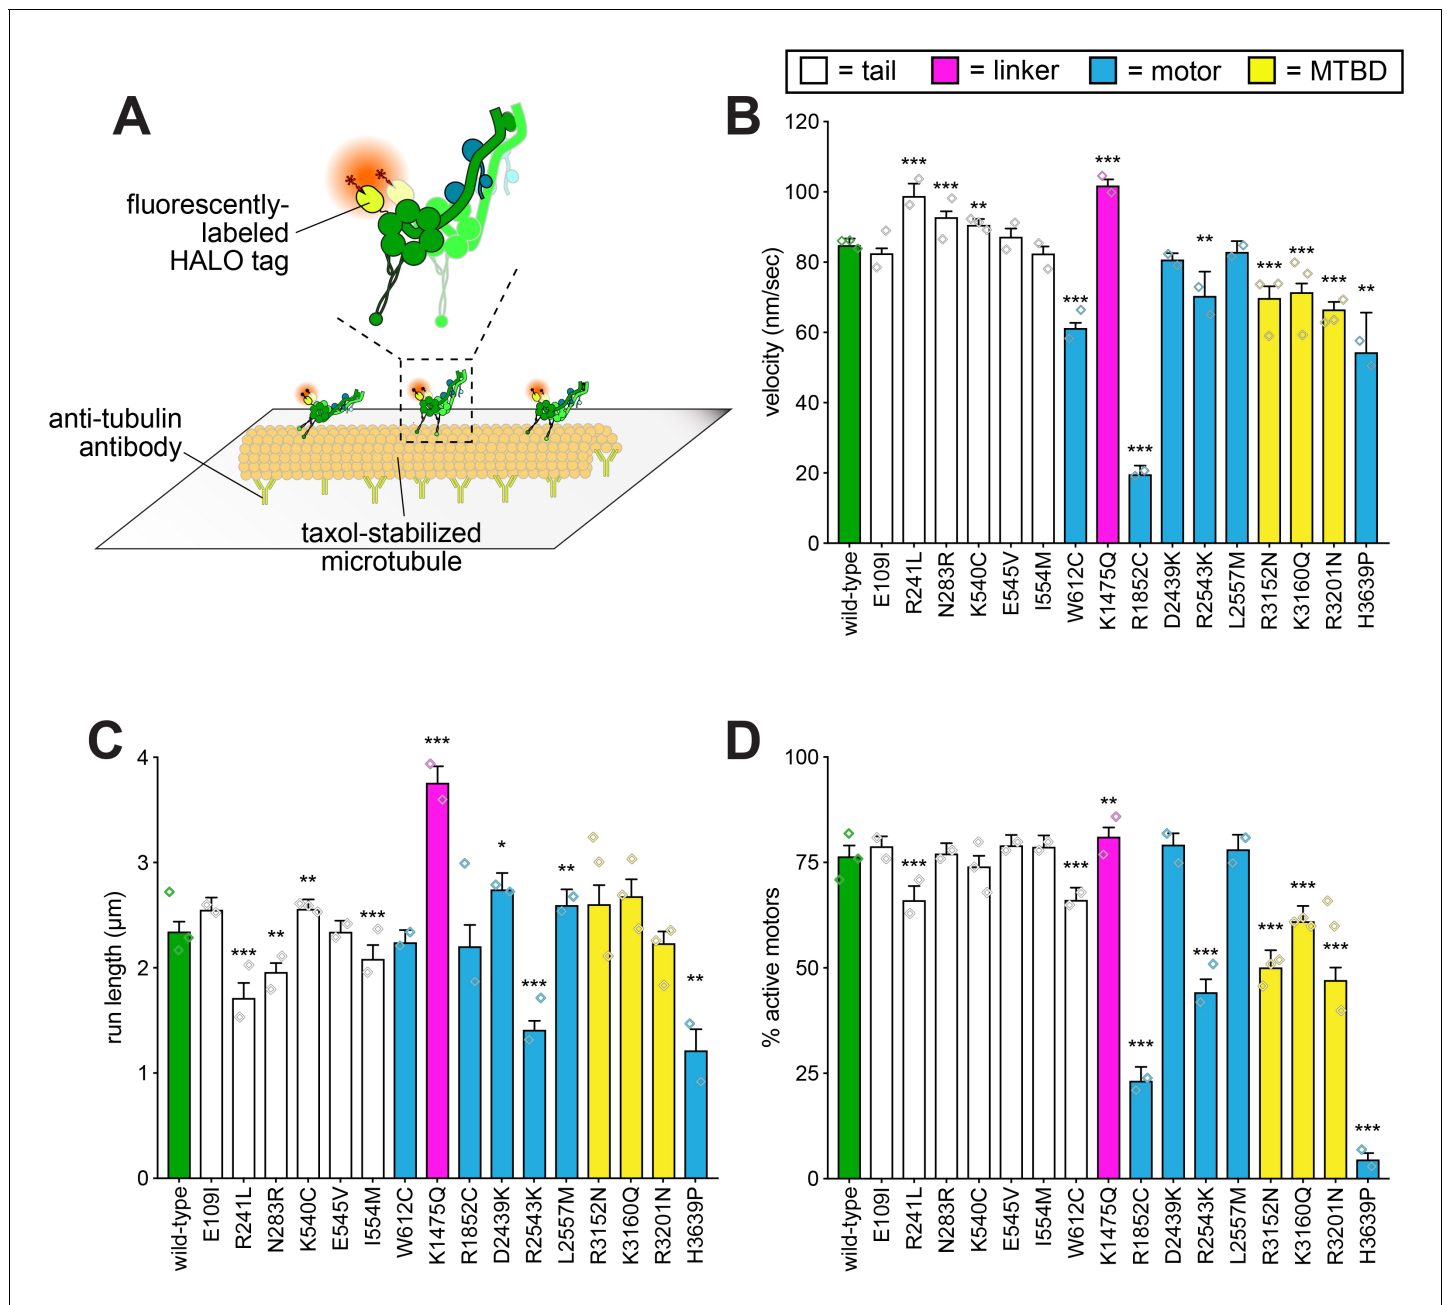 = tail = linker = motor = MTBD
A
fluorescently-
labeled
HALO tag
anti-tubulin
antibody
taxol-stabilized
microtubule
B
velocity (nm/sec)
120
100
80
60
40
20
0
*** *** ** *** *** *** ** *** *** *** **
wild-type E109I R241L N283R K540C E545V I554M W612C K1475Q R1852C D2439K R2543K L2557M R3152N K3160Q R3201N H3639P
C
run length (µm)
4
3
2
1
0
*** ** ** *** *** * *** ** **
wild-type E109I R241L N283R K540C E545V I554M W612C K1475Q R1852C D2439K R2543K L2557M R3152N K3160Q R3201N H3639P
D
% active motors
100
75
50
25
0
*** *** ** *** *** *** *** *** ***
wild-type E109I R241L N283R K540C E545V I554M W612C K1475Q R1852C D2439K R2543K L2557M R3152N K3160Q R3201N H3639P